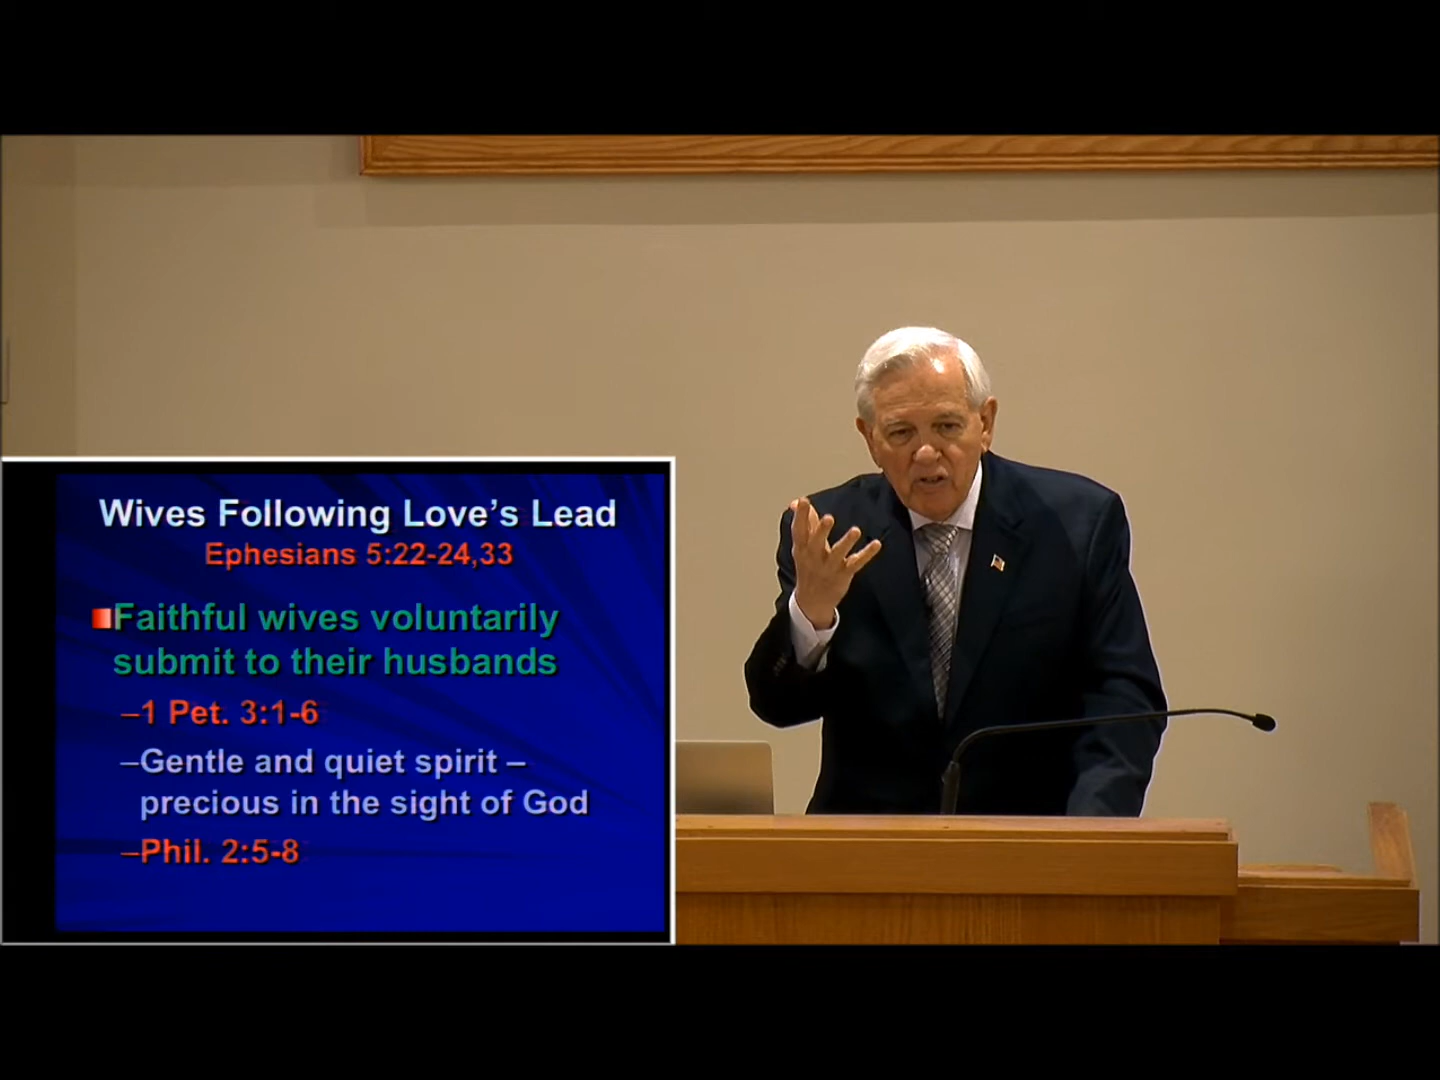 Wives Following Love's Lead
Ephesians 5:22-24,33
Faithful wives voluntarily
submit to their husbands
–1 Pet. 3:1-6
–Gentle and quiet spirit –
precious in the sight of God
–Phil. 2:5-8